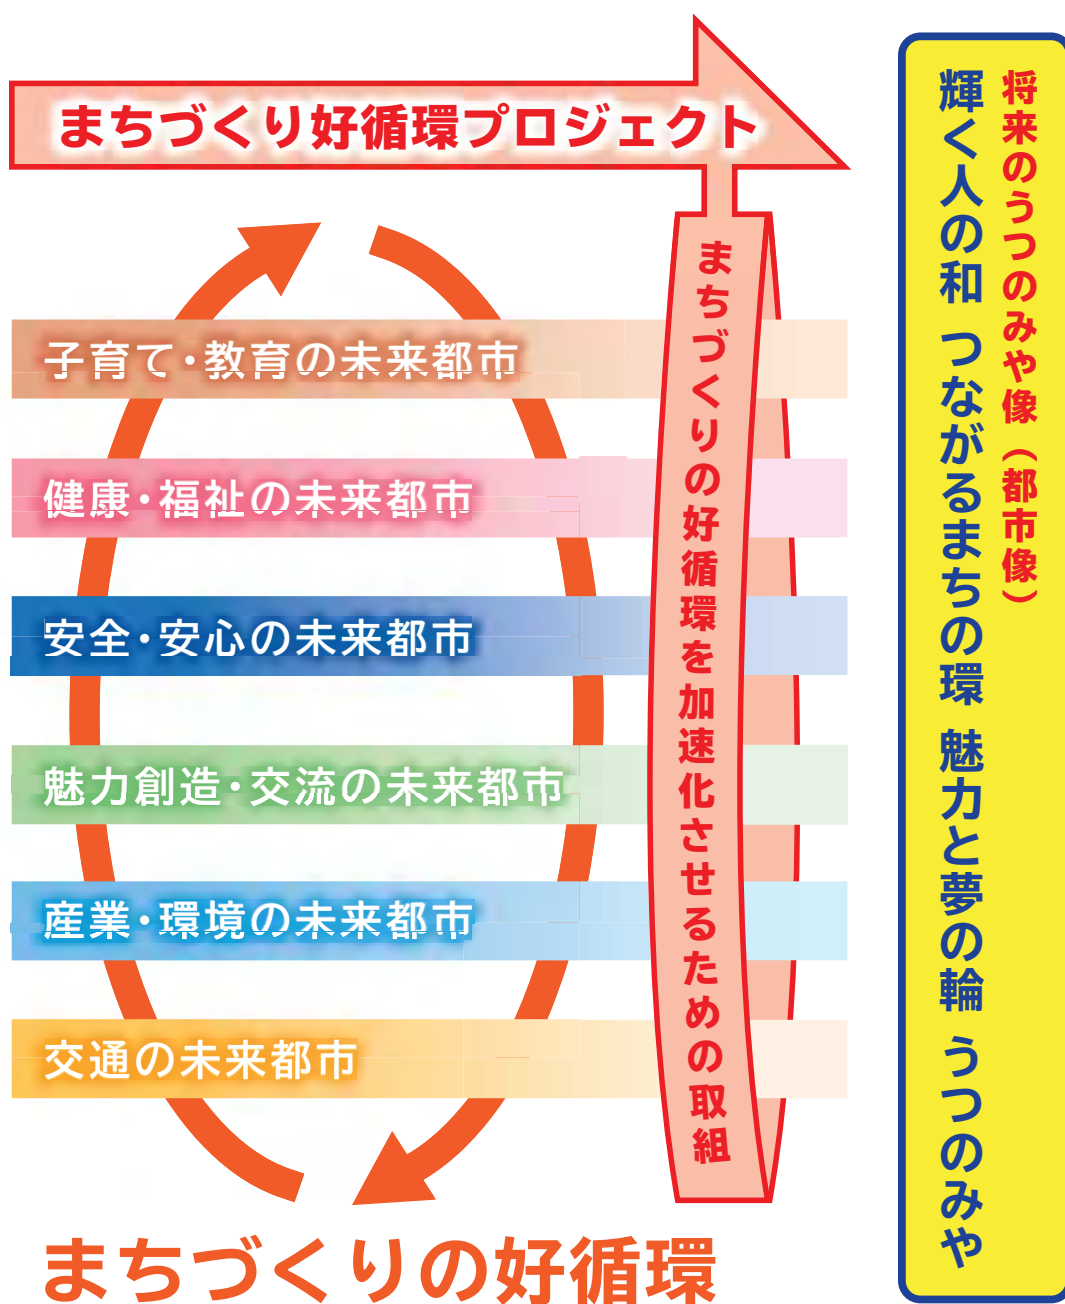 まちづくり好循環プロジェクト
子育て・教育の未来都市
健康・福祉の未来都市
安全・安心の未来都市
魅力創造・交流の未来都市
産業・環境の未来都市
交通の未来都市
まちづくりの好循環を加速化させるための取組
まちづくりの好循環
将来のうつのみや像（都市像）
輝く人の和 つながるまちの環 魅力と夢の輪 うつのみや